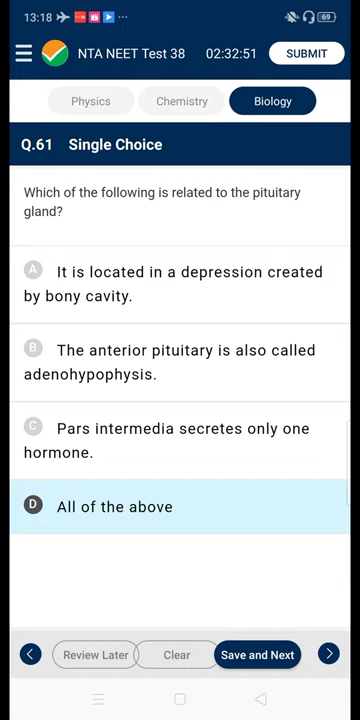 13:18
69
NTA NEET Test 38 02:32:51 SUBMIT
Physics Chemistry Biology
Q.61 Single Choice
Which of the following is related to the pituitary
gland?
A It is located in a depression created
by bony cavity.
B The anterior pituitary is also called
adenohypophysis.
C Pars intermedia secretes only one
hormone.
D All of the above
Review Later Clear Save and Next